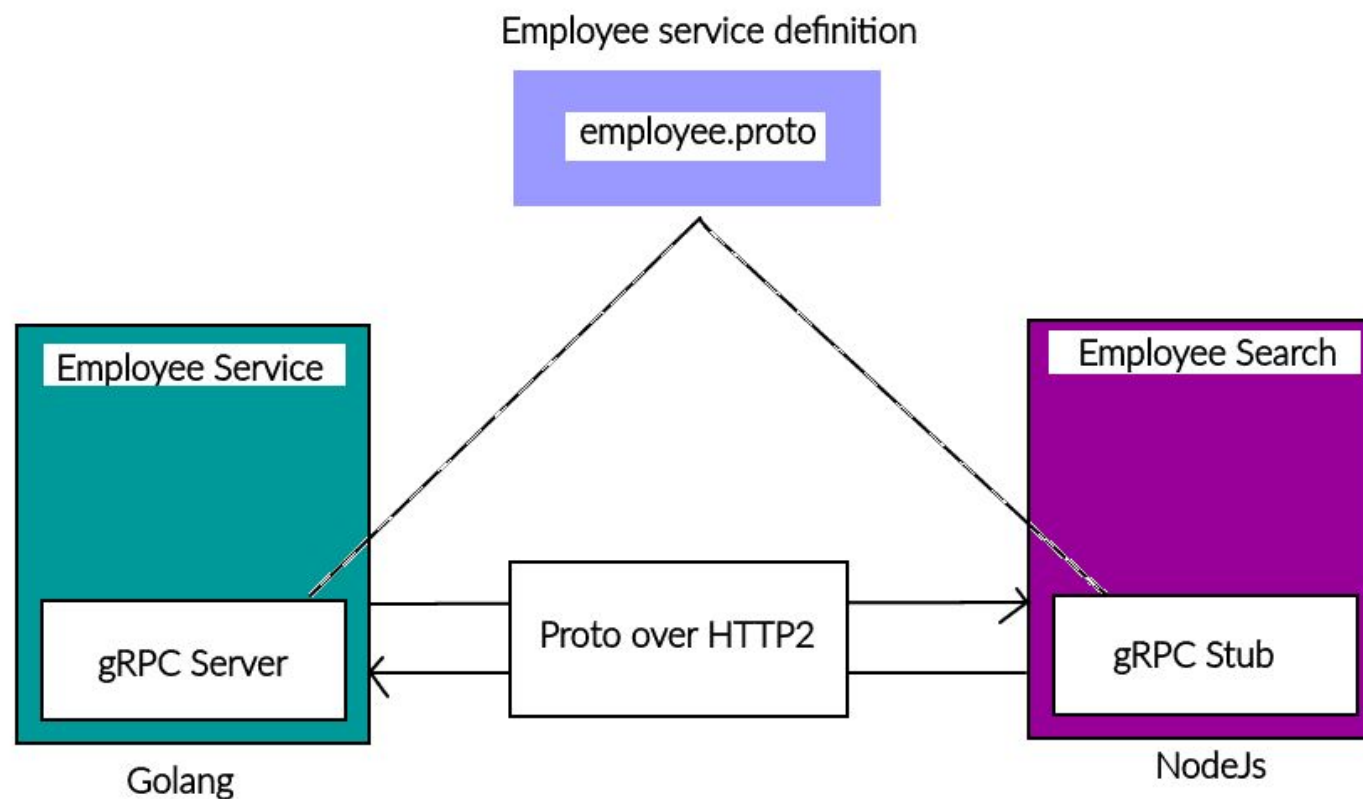 Employee service definition
employee.proto
Employee Service
Employee Search
Proto over HTTP2
gRPC Server
gRPC Stub
Golang
NodeJs